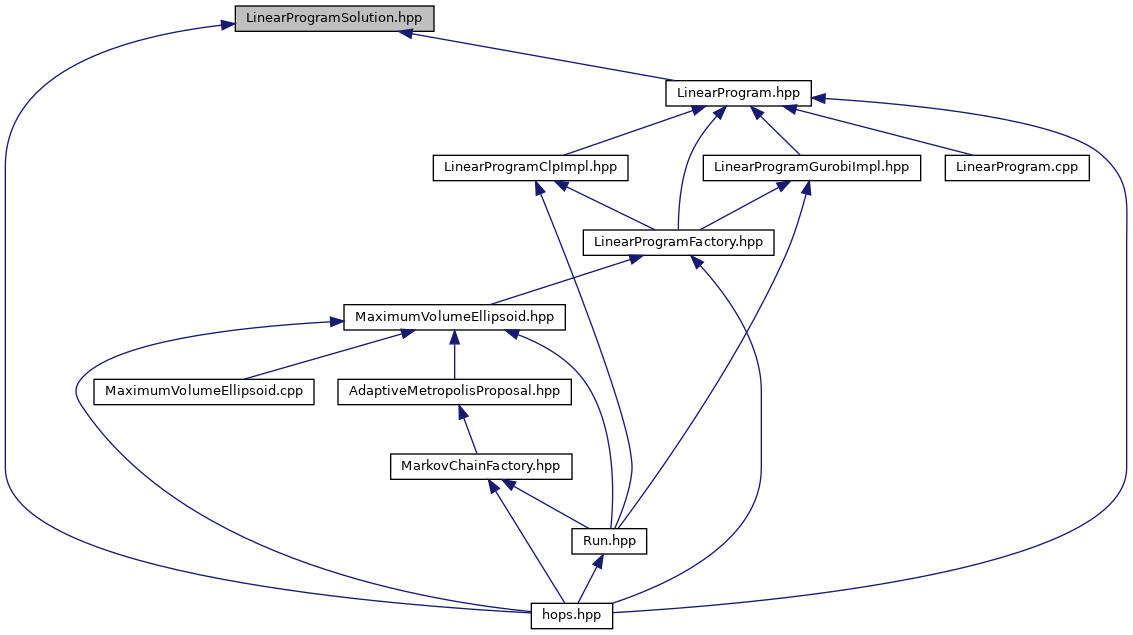 LinearProgramSolution.hpp
LinearProgram.hpp
LinearProgramClpImpl.hpp
LinearProgramGurobiImpl.hpp
LinearProgram.cpp
LinearProgramFactory.hpp
MaximumVolumeEllipsoid.hpp
MaximumVolumeEllipsoid.cpp
AdaptiveMetropolisProposal.hpp
MarkovChainFactory.hpp
Run.hpp
hops.hpp